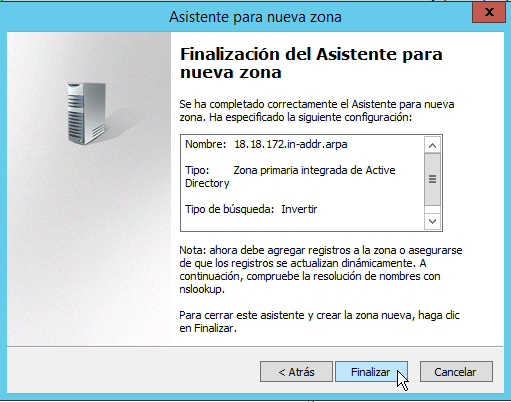 Asistente para nueva zona
x
Finalización del Asistente para
nueva zona
Se ha completado correctamente el Asistente para nueva
zona. Ha especificado la siguiente configuración:
Nombre: 18.18.172.in-addr.arpa
Tipo: Zona primaria integrada de Active
Directory
Tipo de búsqueda: Invertir
Nota: ahora debe agregar registros a la zona o asegurarse
de que los registros se actualizan dinámicamente. A
continuación, compruebe la resolución de nombres con
nslookup.
Para cerrar este asistente y crear la zona nueva, haga clic
en Finalizar.
< Atrás Finalizar Cancelar